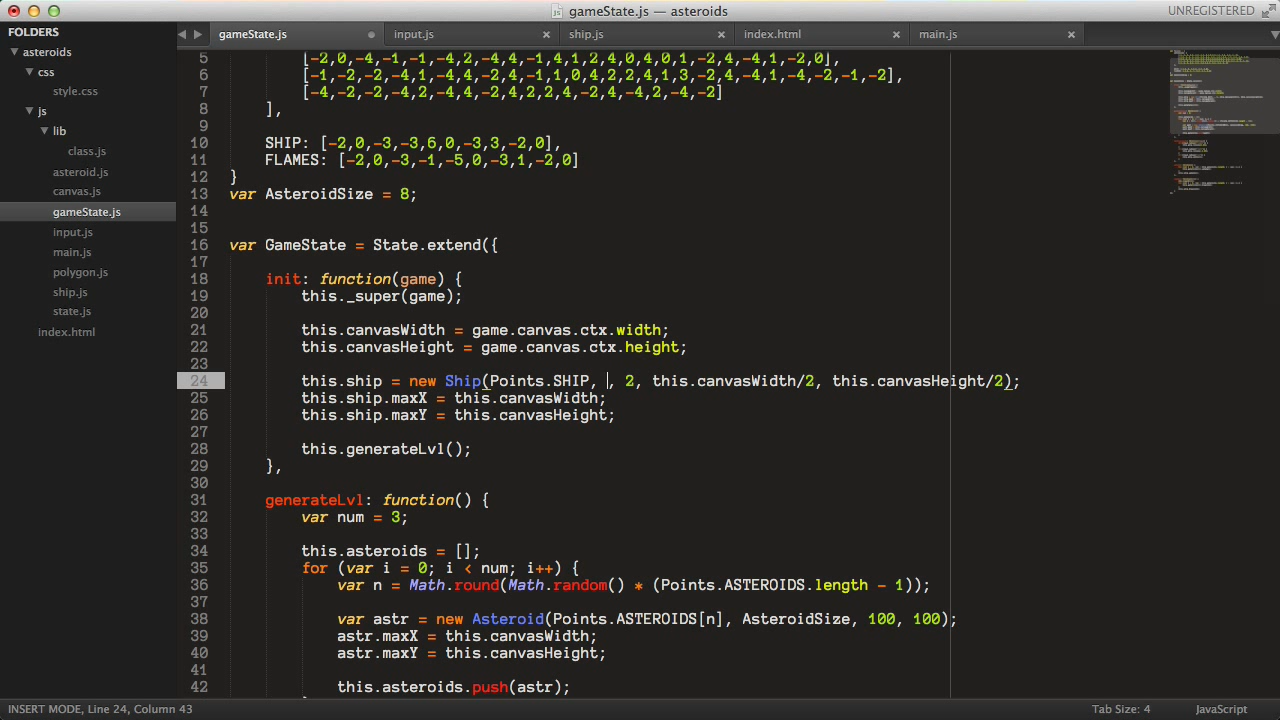 gameState.js — asteroids
UNREGISTERED
FOLDERS
asteroids
css
style.css
js
lib
class.js
asteroid.js
canvas.js
gameState.js
input.js
main.js
polygon.js
ship.js
state.js
index.html
gameState.js
input.js
ship.js
index.html
main.js
5 [-2,0,-4,-1,-1,-4,2,-4,4,-1,4,1,2,4,0,4,0,1,-2,4,-4,1,-2,0],
6 [-1,-2,-2,-4,1,-4,4,-2,4,-1,1,0,4,2,2,4,1,3,-2,4,-4,1,-4,-2,-1,-2],
7 [-4,-2,-2,-4,2,-4,4,-2,4,2,2,4,-2,4,-4,2,-4,-2]
8 ],
9
10 SHIP: [-2,0,-3,-3,6,0,-3,3,-2,0],
11 FLAMES: [-2,0,-3,-1,-5,0,-3,1,-2,0]
12 }
13 var AsteroidSize = 8;
14
15
16 var GameState = State.extend({
17
18 init: function(game) {
19 this._super(game);
20
21 this.canvasWidth = game.canvas.ctx.width;
22 this.canvasHeight = game.canvas.ctx.height;
23
24 this.ship = new Ship(Points.SHIP, , 2, this.canvasWidth/2, this.canvasHeight/2);
25 this.ship.maxX = this.canvasWidth;
26 this.ship.maxY = this.canvasHeight;
27
28 this.generateLvl();
29 },
30
31 generateLvl: function() {
32 var num = 3;
33
34 this.asteroids = [];
35 for (var i = 0; i < num; i++) {
36 var n = Math.round(Math.random() * (Points.ASTEROIDS.length - 1));
37
38 var astr = new Asteroid(Points.ASTEROIDS[n], AsteroidSize, 100, 100);
39 astr.maxX = this.canvasWidth;
40 astr.maxY = this.canvasHeight;
41
42 this.asteroids.push(astr);
INSERT MODE, Line 24, Column 43
Tab Size: 4
JavaScript